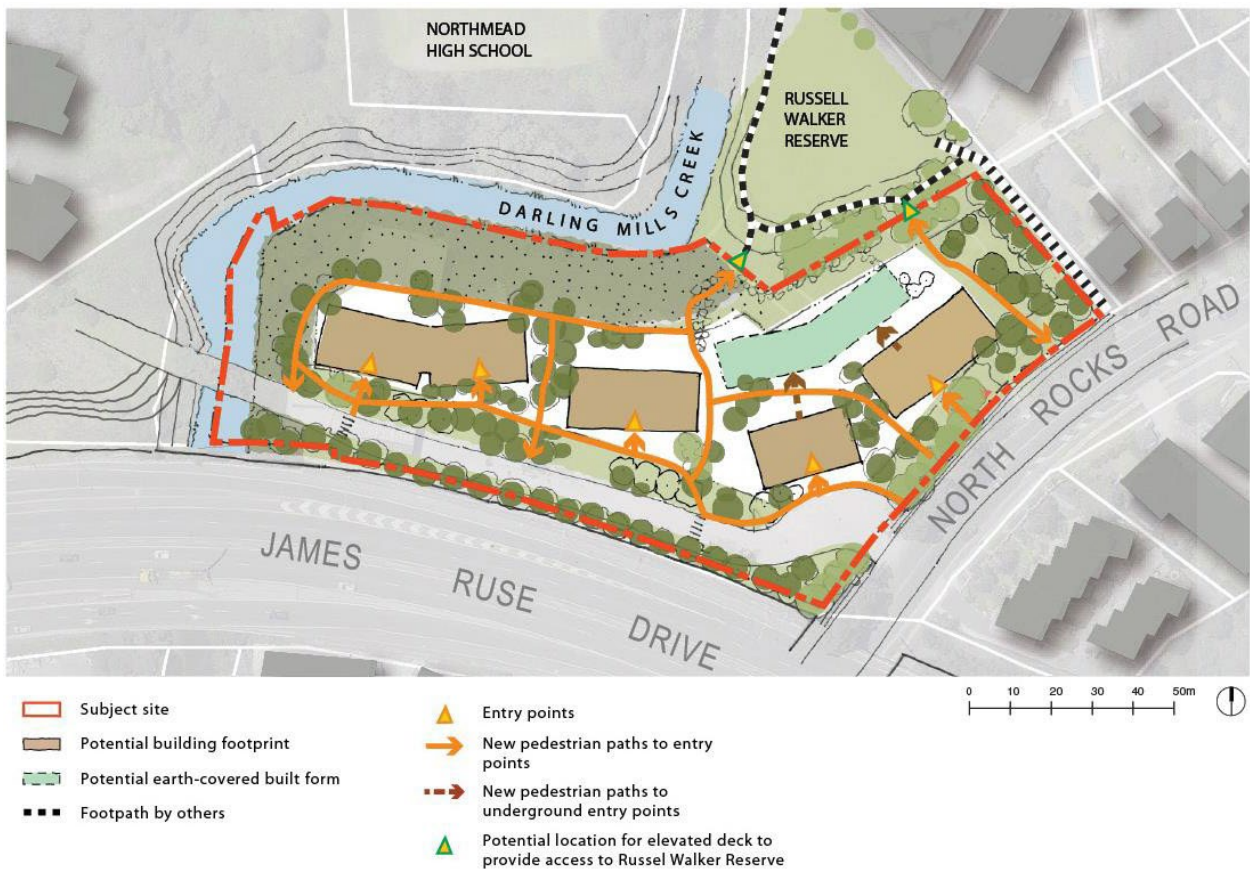 NORTHMEAD
HIGH SCHOOL
RUSSELL
WALKER
RESERVE
DARLING MILLS CREEK
NORTH ROCKS ROAD
JAMES RUSE DRIVE
Subject site
Potential building footprint
Potential earth-covered built form
Footpath by others
Entry points
New pedestrian paths to entry
points
New pedestrian paths to
underground entry points
Potential location for elevated deck to
provide access to Russel Walker Reserve
0 10 20 30 40 50m